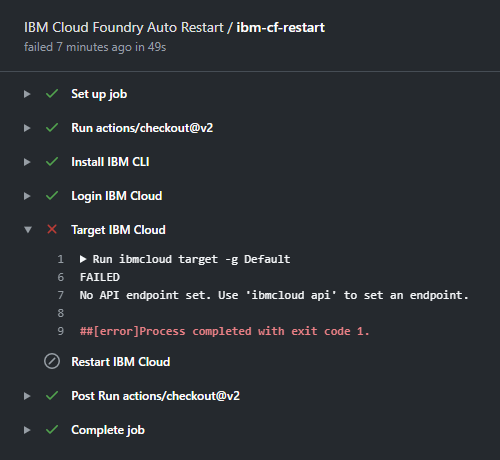 IBM Cloud Foundry Auto Restart / ibm-cf-restart
failed 7 minutes ago in 49s
Set up job
Run actions/checkout@v2
Install IBM CLI
Login IBM Cloud
Target IBM Cloud
1 Run ibmcloud target -g Default
6 FAILED
7 No API endpoint set. Use 'ibmcloud api' to set an endpoint.
8
9 ##[error]Process completed with exit code 1.
Restart IBM Cloud
Post Run actions/checkout@v2
Complete job